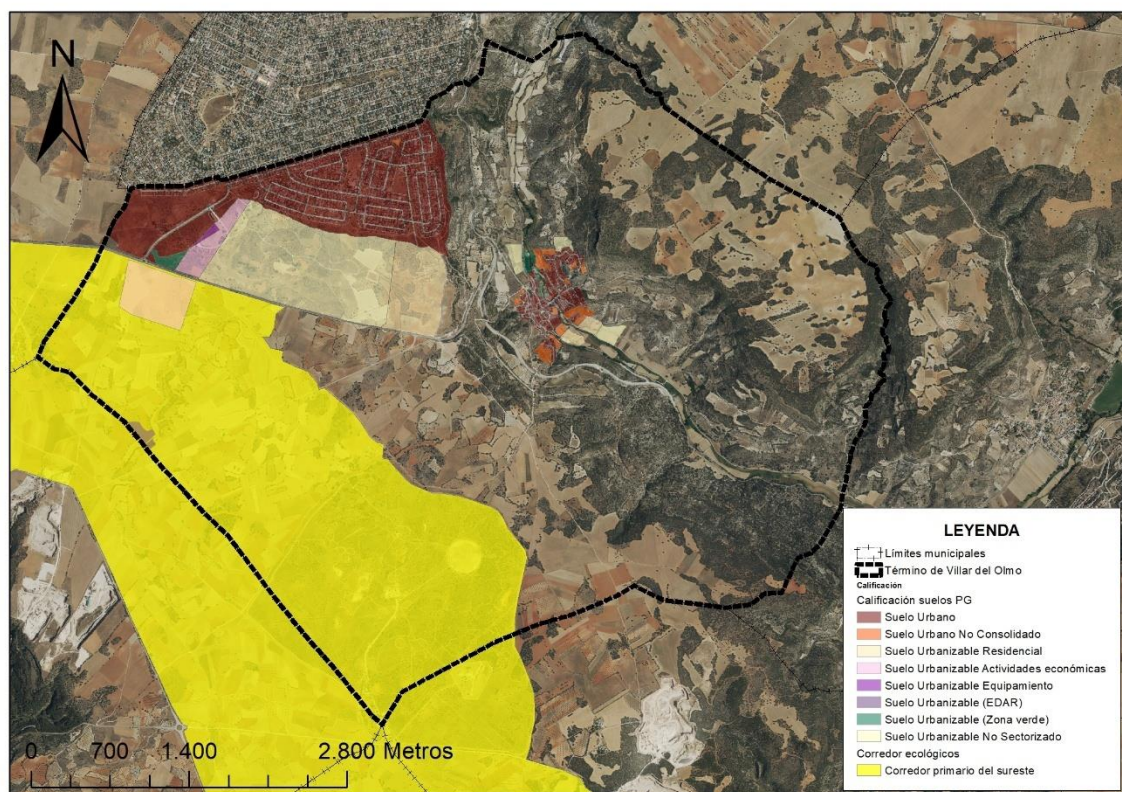 N
0 700 1.400 2.800 Metros
LEYENDA
Límites municipales
Término de Villar del Olmo
Calificación
Calificación suelos PG
Suelo Urbano
Suelo Urbano No Consolidado
Suelo Urbanizable Residencial
Suelo Urbanizable Actividades económicas
Suelo Urbanizable Equipamiento
Suelo Urbanizable (EDAR)
Suelo Urbanizable (Zona verde)
Suelo Urbanizable No Sectorizado
Corredor ecológicos
Corredor primario del sureste